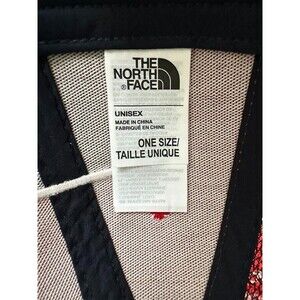 THE
NORTH
FACE
®
UNISEX
MADE IN CHINA
FABRIQUÉ EN CHINE
ONE SIZE/
TAILLE UNIQUE